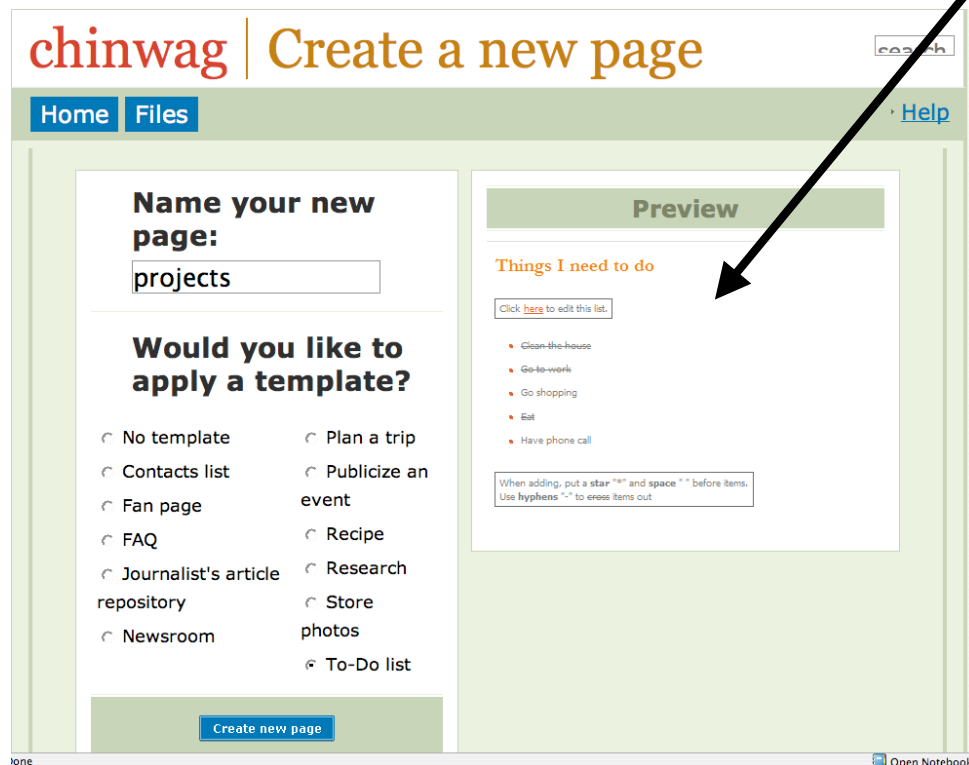 chinwag Create a new page
search
Home Files Help
Name your new
page:
projects
Would you like to
apply a template?
No template
Contacts list
Fan page
FAQ
Journalist's article
repository
Newsroom
Plan a trip
Publicize an
event
Recipe
Research
Store
photos
To-Do list
Create new page
Preview
Things I need to do
Click here to edit this list.
Clean the house
Go to work
Go shopping
Eat
Have phone call
When adding, put a star "*" and space " " before items.
Use hyphens "-" to cross items out
Done
Open Notebook